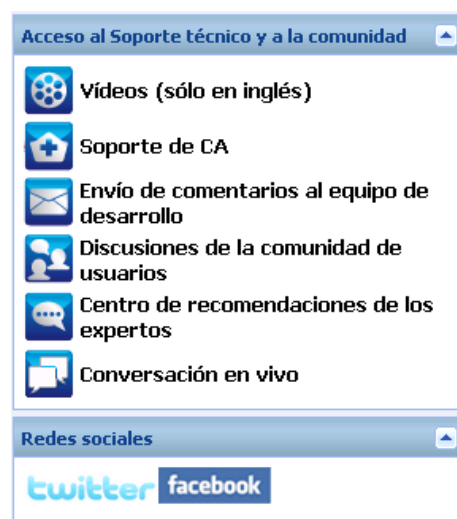 Acceso al Soporte técnico y a la comunidad
Vídeos (sólo en inglés)
Soporte de CA
Envío de comentarios al equipo de
desarrollo
Discusiones de la comunidad de
usuarios
Centro de recomendaciones de los
expertos
Conversación en vivo
Redes sociales
twitter facebook